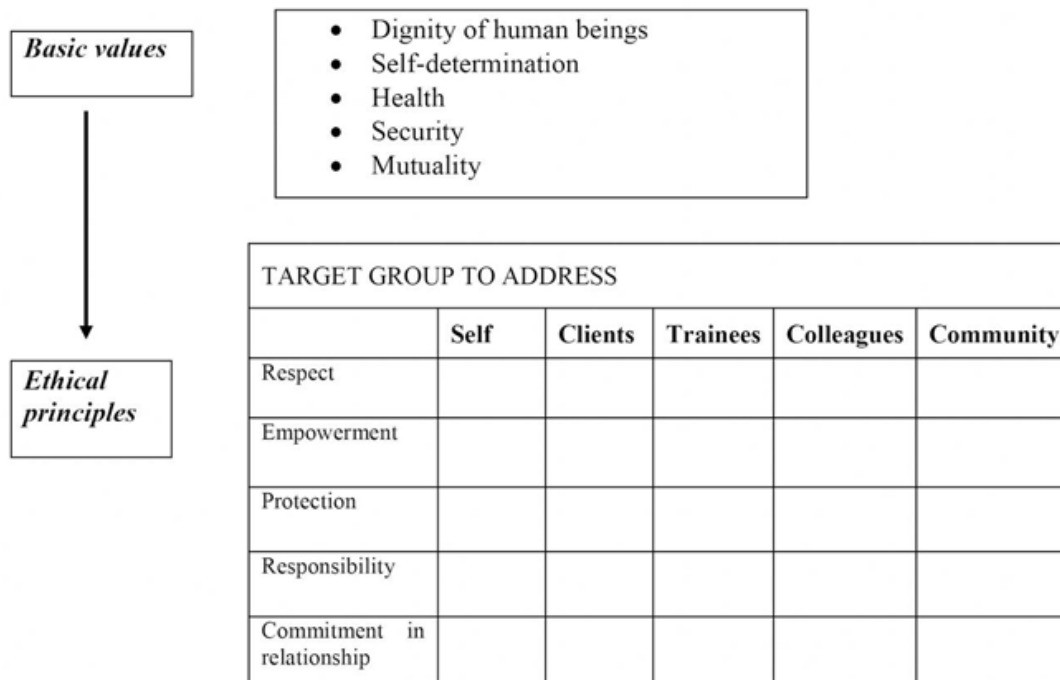 Basic values
• Dignity of human beings
• Self-determination
• Health
• Security
• Mutuality
TARGET GROUP TO ADDRESS
Self Clients Trainees Colleagues Community
Ethical
principles
Respect
Empowerment
Protection
Responsibility
Commitment in
relationship